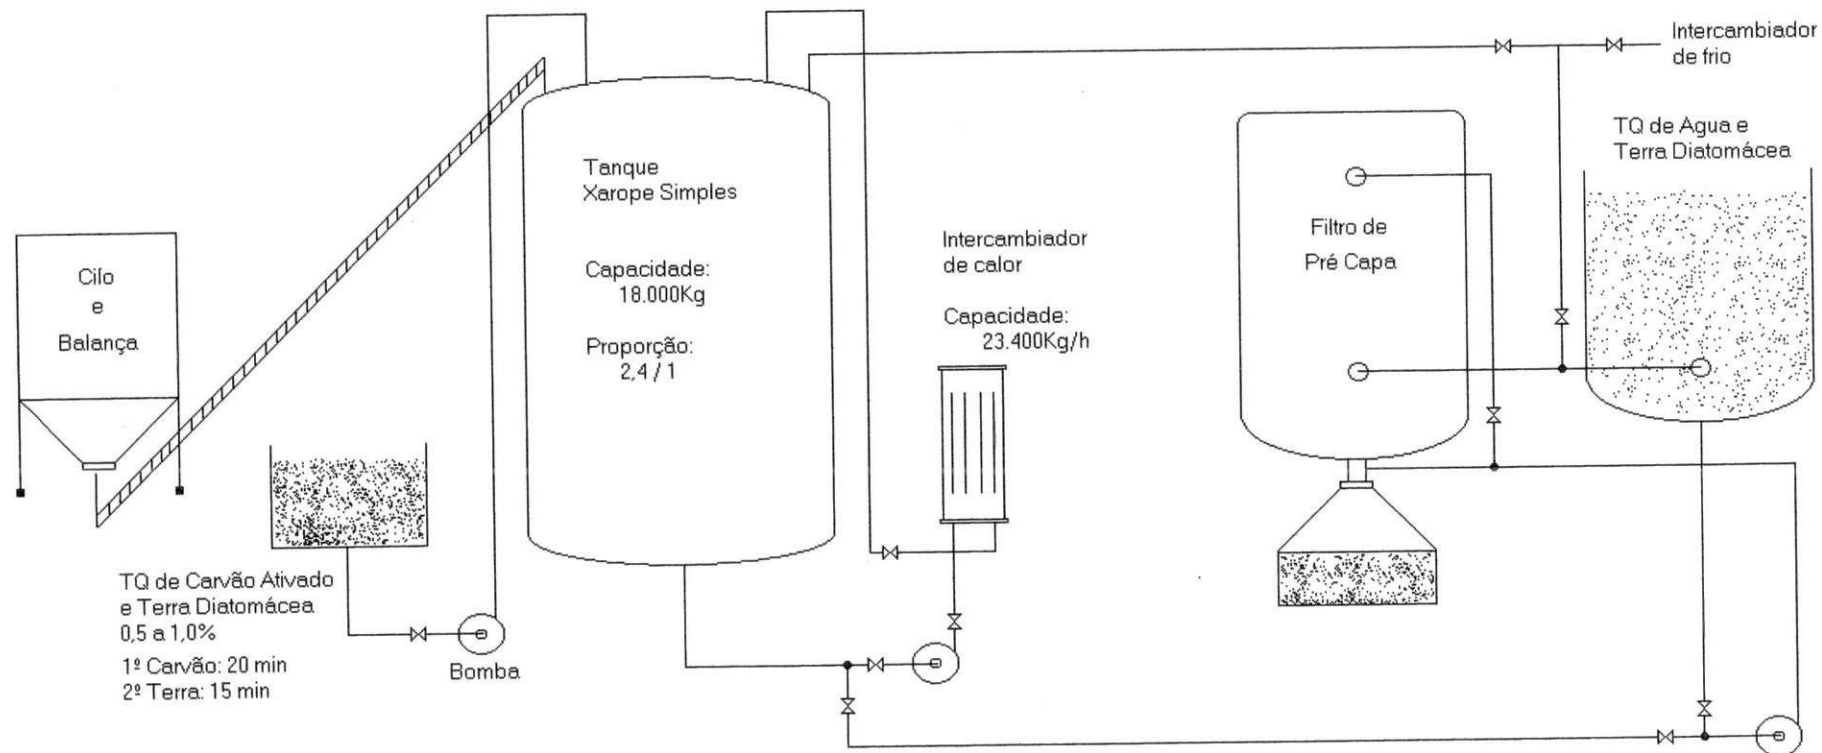 Intercambiador
de frio
TQ de Agua e
Terra Diatomácea
Tanque
Xarope Simples
Capacidade:
18.000Kg
Proporção:
2,4 / 1
Cilo
e
Balança
Intercambiador
de calor
Capacidade:
23.400Kg/h
Filtro de
Pré Capa
TQ de Carvão Ativado
e Terra Diatomácea
0,5 a 1,0%
1º Carvão: 20 min
2º Terra: 15 min
Bomba